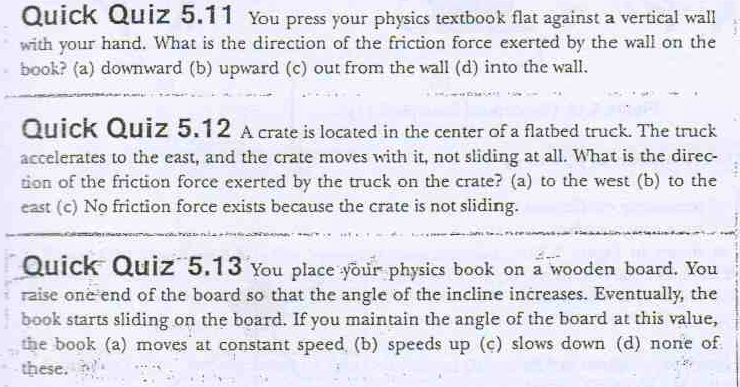 Quick Quiz 5.11 You press your physics textbook flat against a vertical wall
with your hand. What is the direction of the friction force exerted by the wall on the
book? (a) downward (b) upward (c) out from the wall (d) into the wall.
Quick Quiz 5.12 A crate is located in the center of a flatbed truck. The truck
accelerates to the east, and the crate moves with it, not sliding at all. What is the direc-
tion of the friction force exerted by the truck on the crate? (a) to the west (b) to the
east (c) No friction force exists because the crate is not sliding.
Quick Quiz 5.13 You place your physics book on a wooden board. You
raise one end of the board so that the angle of the incline increases. Eventually, the
book starts sliding on the board. If you maintain the angle of the board at this value,
the book (a) moves at constant speed (b) speeds up (c) slows down (d) none of
these.